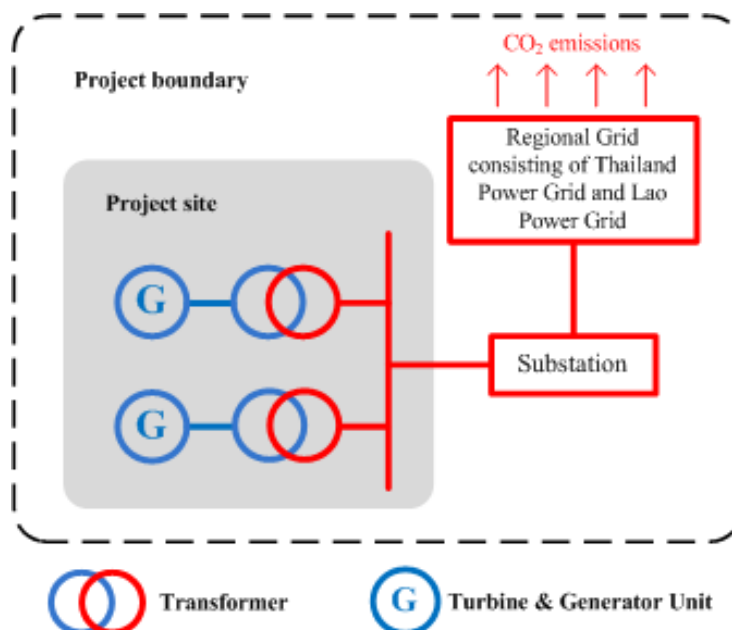 CO₂ emissions
Project boundary
Regional Grid
consisting of Thailand
Power Grid and Lao
Power Grid
Project site
G
Substation
G
Transformer
G
Turbine & Generator Unit